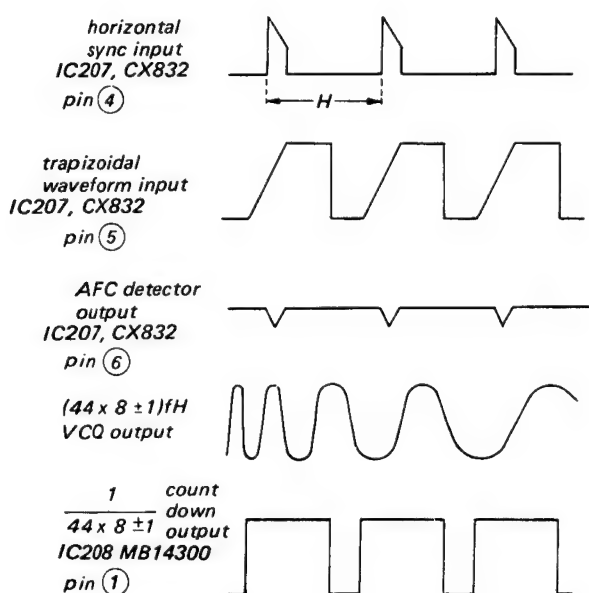 horizontal
sync input
IC207, CX832
pin ④
H
trapizoidal
waveform input
IC207, CX832
pin ⑤
AFC detector
output
IC207, CX832
pin ⑥
(44 x 8 ± 1)fH
VCO output
1 count
down
44 x 8 ± 1 output
IC208 MB14300
pin ①